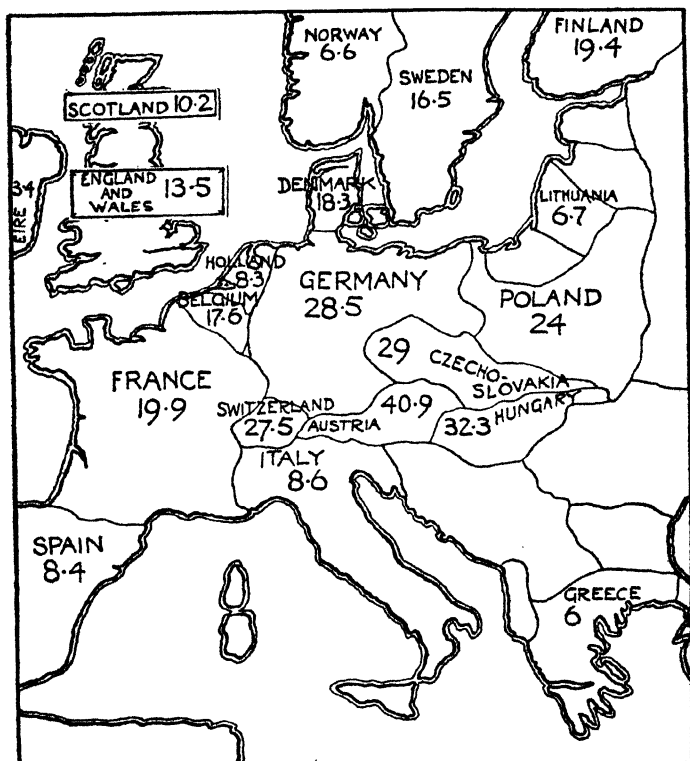 NORWAY
6·6
FINLAND
19·4
SWEDEN
16·5
SCOTLAND 10·2
ENGLAND
AND
WALES
13·5
3·4
EIRE
DENMARK
18·3
LITHUANIA
6·7
HOLLAND
8·3
BELGIUM
17·6
GERMANY
28·5
POLAND
24
29
CZECHO-
SLOVAKIA
FRANCE
19·9
SWITZERLAND
27·5
AUSTRIA
40·9
HUNGARY
32·3
ITALY
8·6
SPAIN
8·4
GREECE
6